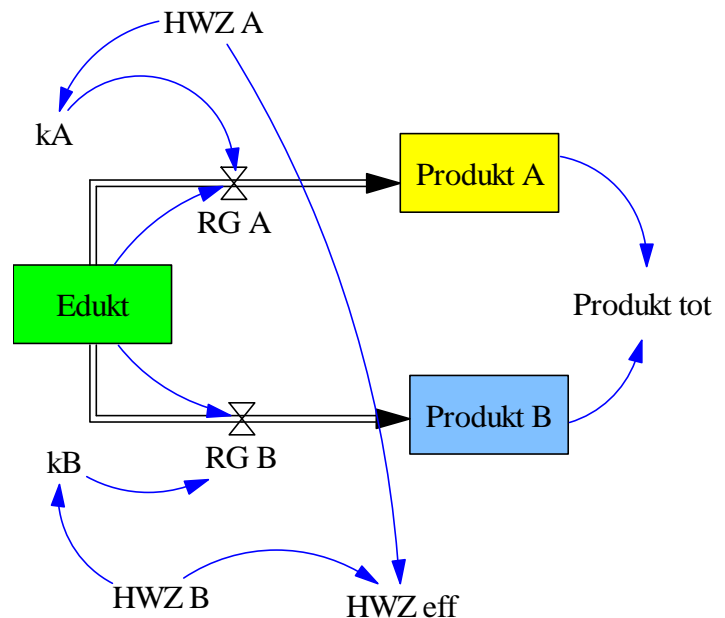 HWZ A
kA
Produkt A
RG A
Edukt
Produkt tot
Produkt B
RG B
kB
HWZ B
HWZ eff